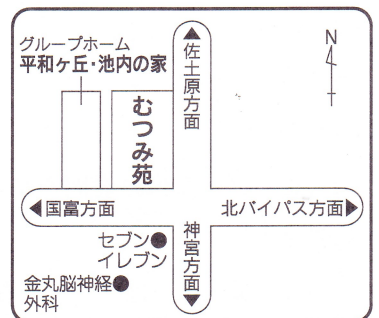 グループホーム
平和ヶ丘・池内の家
むつみ苑
▲佐土原方面
N
◀国富方面
北バイパス方面▶
神宮方面▼
セブン
イレブン
金丸脳神経
外科